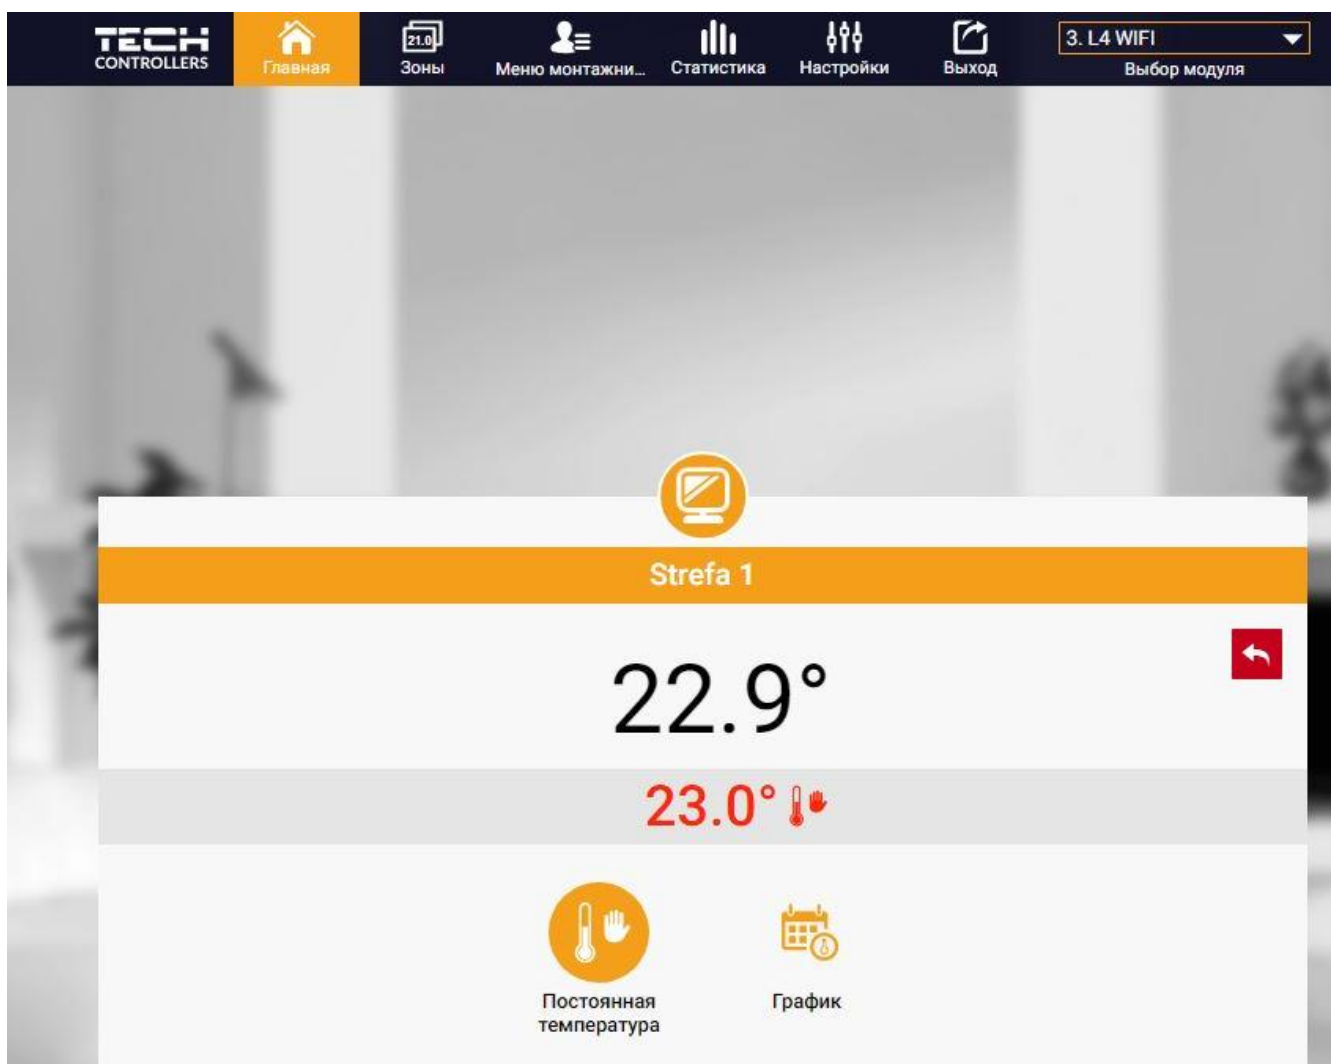 TECH
CONTROLLERS
Главная
21.0
Зоны
Меню монтажни...
Статистика
Настройки
Выход
3. L4 WIFI
Выбор модуля
Strefa 1
22.9°
23.0°
Постоянная
температура
График